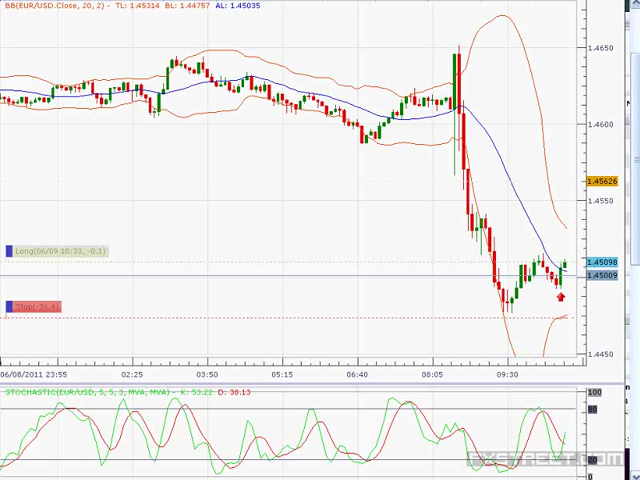 BB(EUR/USD.Close, 20, 2) - TL: 1.45314 BL: 1.44757 AL: 1.45035
1.4650
1.4600
1.45626
1.4550
Long(06/09 10:33, -0.1)
1.45098
1.45009
Stop(-36.4)
1.4450
06/08/2011 23:55 02:25 03:50 05:15 06:40 08:05 09:30
STOCHASTIC(EUR/USD, 5, 5, 3, MVA, MVA) - K: 53.22 D: 38.13
100
80
20
FXSTREET.COM
0